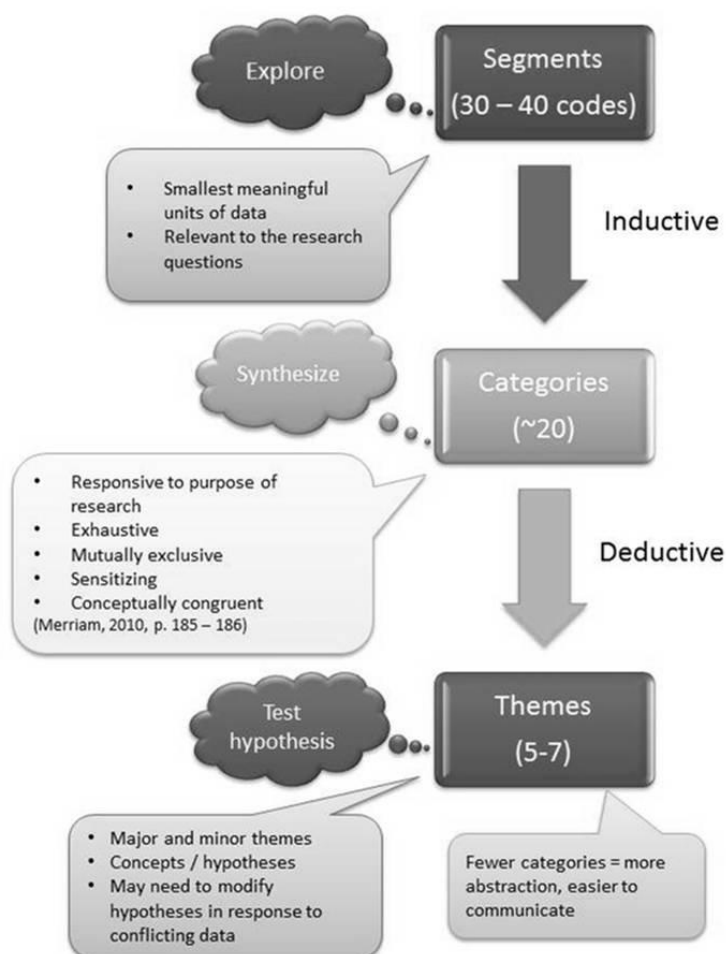 Explore
Segments
(30 – 40 codes)
• Smallest meaningful
units of data
• Relevant to the research
questions
Inductive
Synthesize
Categories
(~20)
• Responsive to purpose of
research
• Exhaustive
• Mutually exclusive
• Sensitizing
• Conceptually congruent
(Merriam, 2010, p. 185 – 186)
Deductive
Test
hypothesis
Themes
(5-7)
• Major and minor themes
• Concepts / hypotheses
• May need to modify
hypotheses in response to
conflicting data
Fewer categories = more
abstraction, easier to
communicate